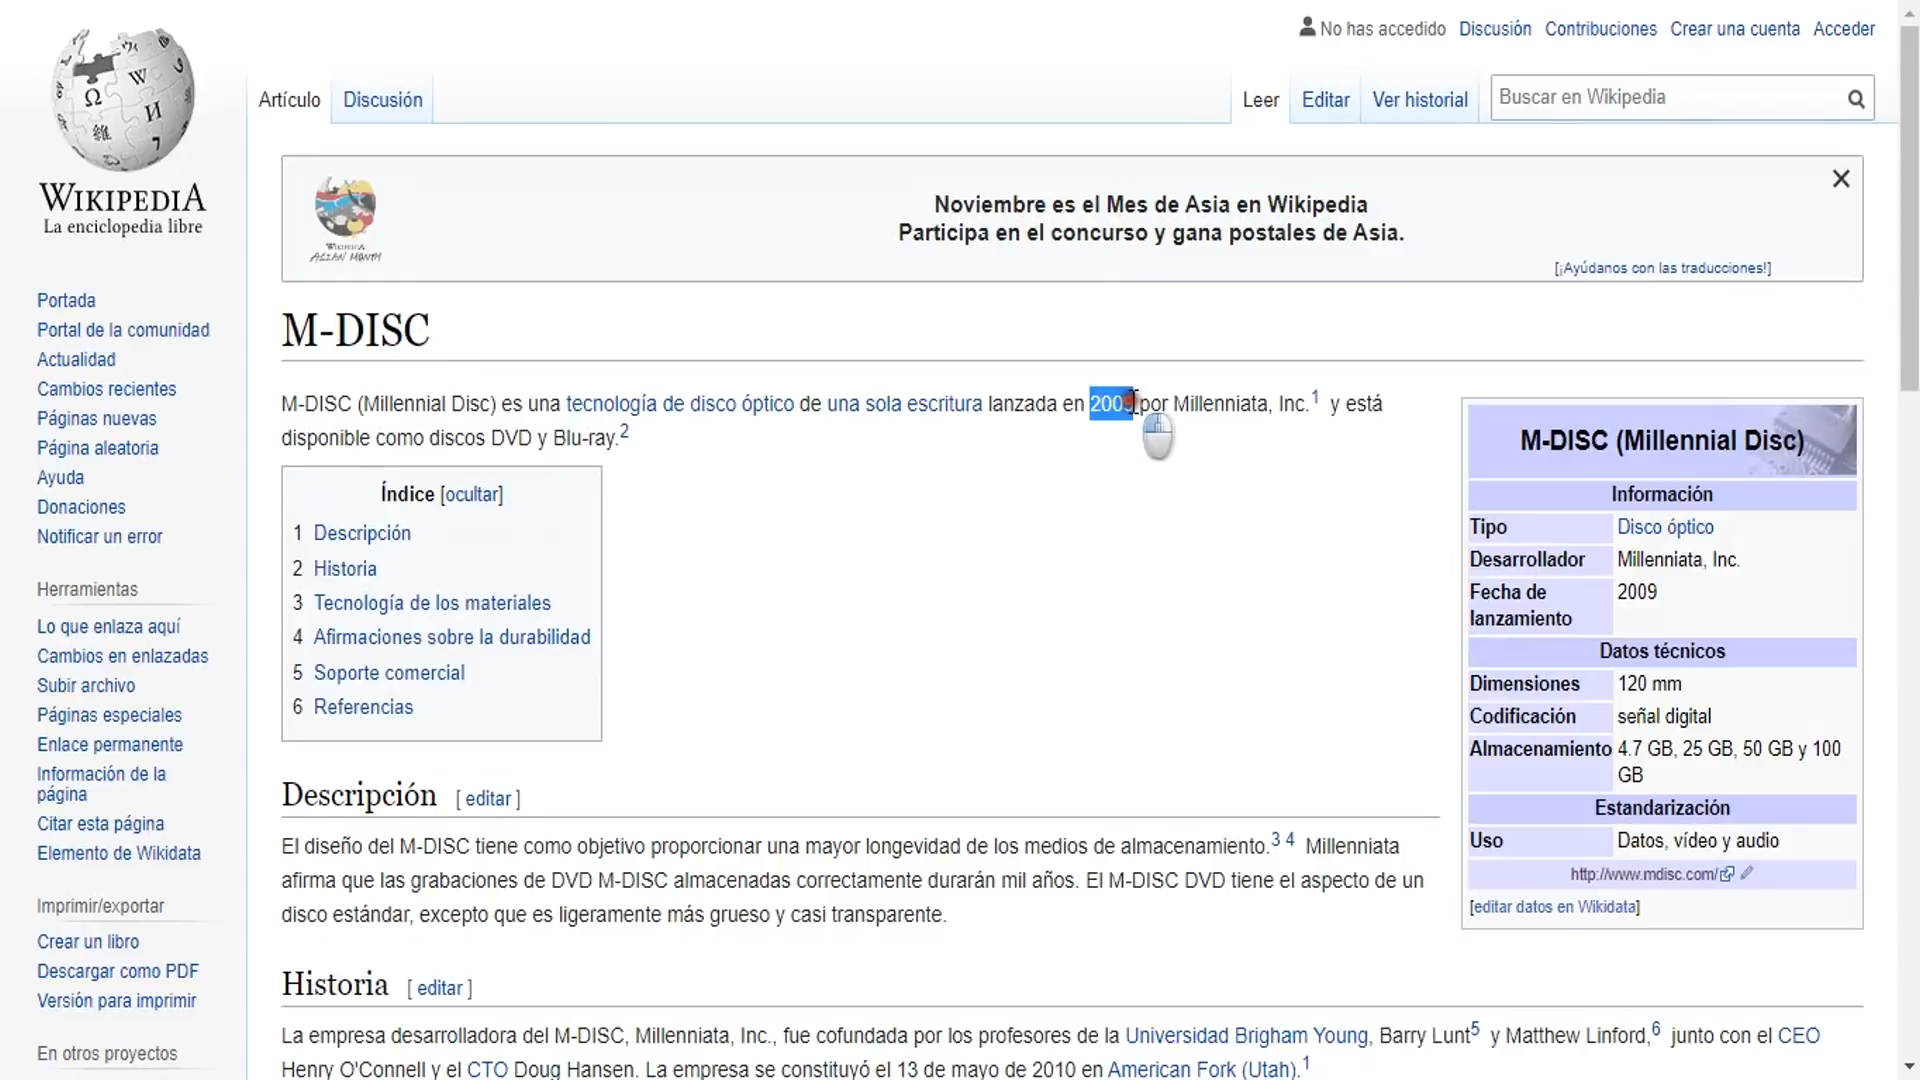 No has accedido Discusión Contribuciones Crear una cuenta Acceder
Artículo Discusión Leer Editar Ver historial Buscar en Wikipedia
WIKIPEDIA
La enciclopedia libre
Noviembre es el Mes de Asia en Wikipedia
Participa en el concurso y gana postales de Asia.
[¡Ayúdanos con las traducciones!]
WIKIPEDIA
ASIAN MONTH
Portada
Portal de la comunidad
Actualidad
Cambios recientes
Páginas nuevas
Página aleatoria
Ayuda
Donaciones
Notificar un error
Herramientas
Lo que enlaza aquí
Cambios en enlazadas
Subir archivo
Páginas especiales
Enlace permanente
Información de la
página
Citar esta página
Elemento de Wikidata
Imprimir/exportar
Crear un libro
Descargar como PDF
Versión para imprimir
En otros proyectos
M-DISC
M-DISC (Millennial Disc) es una tecnología de disco óptico de una sola escritura lanzada en 2009 por Millenniata, Inc.1 y está
disponible como discos DVD y Blu-ray.2
Índice [ocultar]
1 Descripción
2 Historia
3 Tecnología de los materiales
4 Afirmaciones sobre la durabilidad
5 Soporte comercial
6 Referencias
M-DISC (Millennial Disc)
Información
Tipo Disco óptico
Desarrollador Millenniata, Inc.
Fecha de 2009
lanzamiento
Datos técnicos
Dimensiones 120 mm
Codificación señal digital
Almacenamiento 4.7 GB, 25 GB, 50 GB y 100
GB
Estandarización
Uso Datos, vídeo y audio
http://www.mdisc.com/
[editar datos en Wikidata]
Descripción [ editar ]
El diseño del M-DISC tiene como objetivo proporcionar una mayor longevidad de los medios de almacenamiento.3 4 Millenniata
afirma que las grabaciones de DVD M-DISC almacenadas correctamente durarán mil años. El M-DISC DVD tiene el aspecto de un
disco estándar, excepto que es ligeramente más grueso y casi transparente.
Historia [ editar ]
La empresa desarrolladora del M-DISC, Millenniata, Inc., fue cofundada por los profesores de la Universidad Brigham Young, Barry Lunt5 y Matthew Linford,6 junto con el CEO
Henry O'Connell y el CTO Doug Hansen. La empresa se constituyó el 13 de mayo de 2010 en American Fork (Utah).1